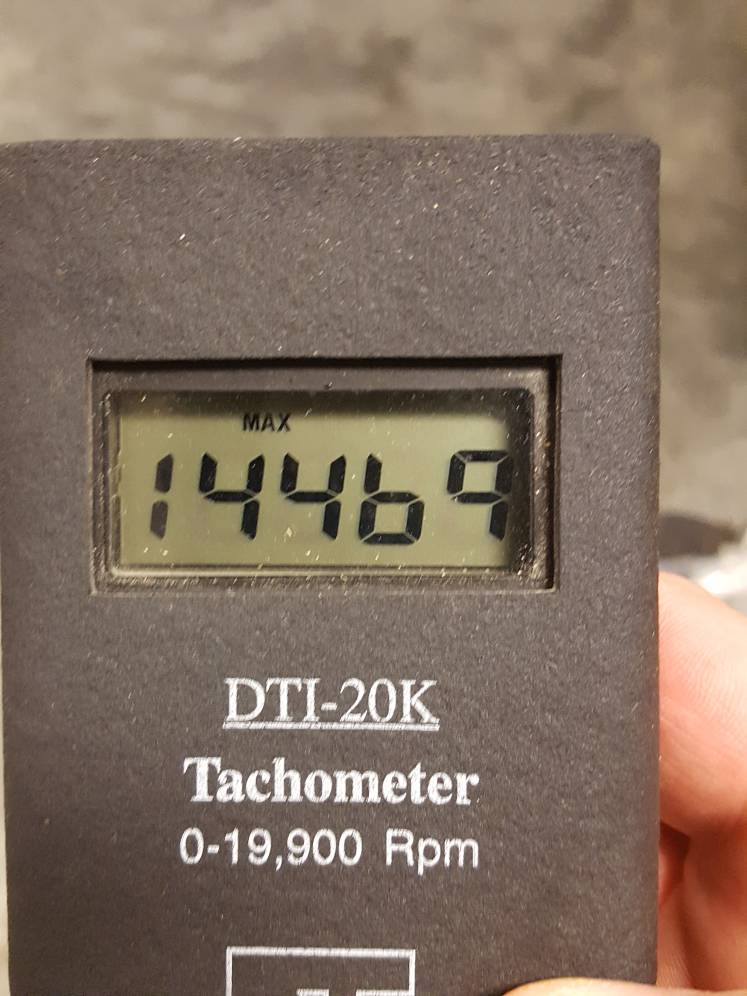 MAX
14469
DTI-20K
Tachometer
0-19,900 Rpm